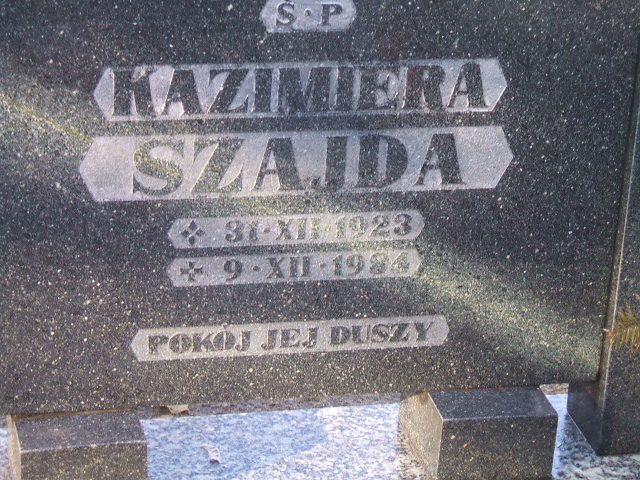 Ś·P
KAZIMIERA
SZAJDA
31·XII·1923
9·XII·1984
POKÓJ JEJ DUSZY